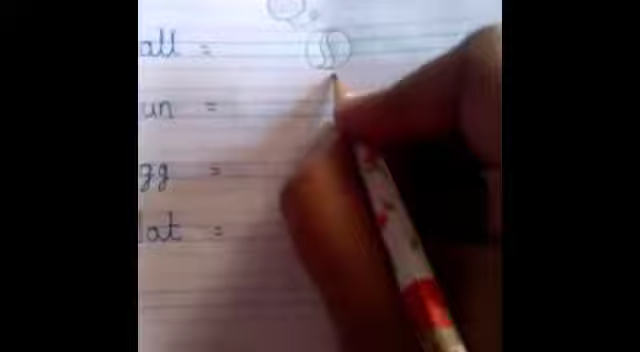 Q.
all =
un =
gg =
at =